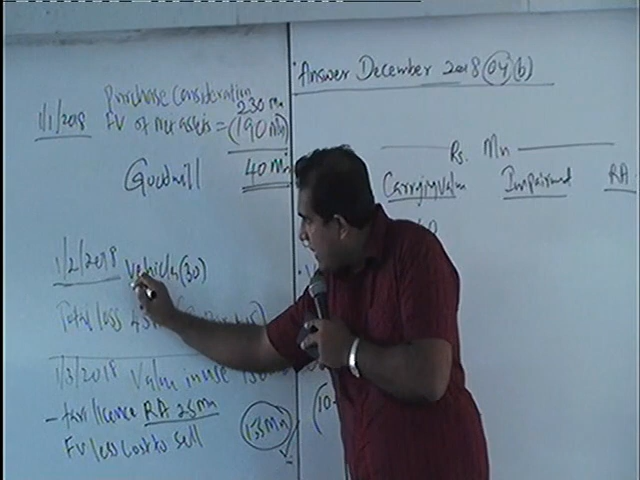 Purchase Consideration 230 Mn
1/1/2018 FV of net assets = (190 Mn)
Goodwill 40 Mn
1/2/2018 Vehicles (30)
Total loss
1/3/2018 Value in use
- taxi licence RA 25 Mn
FV less cost to sell 135 Mn
Answer December 2018 (04) (b)
Rs. Mn
Carrying Value Impairment RA